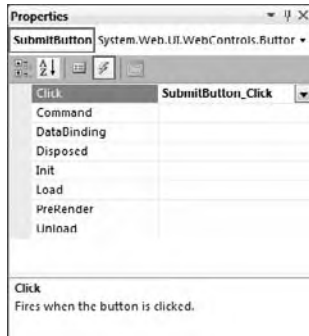 Properties
SubmitButton System.Web.UI.WebControls.Button
Click SubmitButton_Click
Command
DataBinding
Disposed
Init
Load
PreRender
Unload
Click
Fires when the button is clicked.